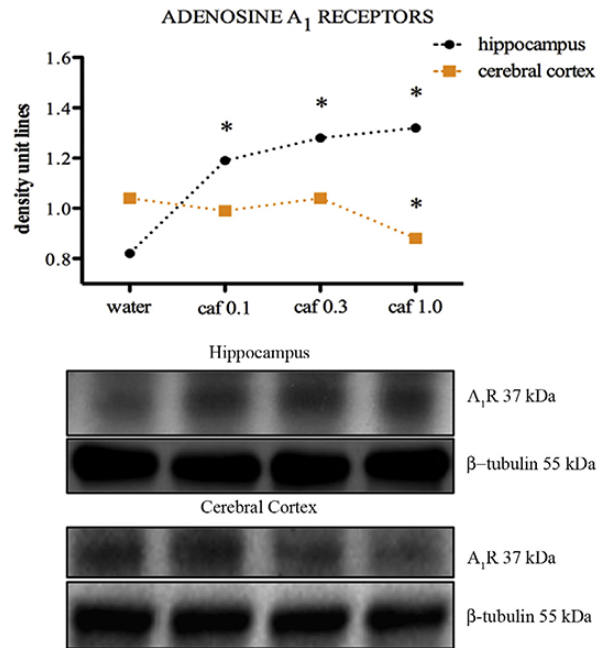 ADENOSINE A₁ RECEPTORS
hippocampus
cerebral cortex
density unit lines
1.6
1.4
1.2
1.0
0.8
*
*
*
*
water
caf 0.1
caf 0.3
caf 1.0
Hippocampus
A₁R 37 kDa
β–tubulin 55 kDa
Cerebral Cortex
A₁R 37 kDa
β-tubulin 55 kDa